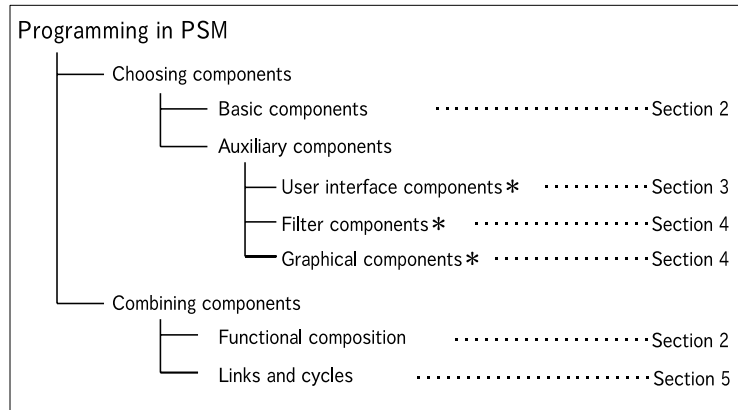 Programming in PSM
Choosing components
Basic components ····················· Section 2
Auxiliary components
User interface components* ·········· Section 3
Filter components* ················ Section 4
Graphical components* ·············· Section 4
Combining components
Functional composition ·················· Section 2
Links and cycles ······················ Section 5